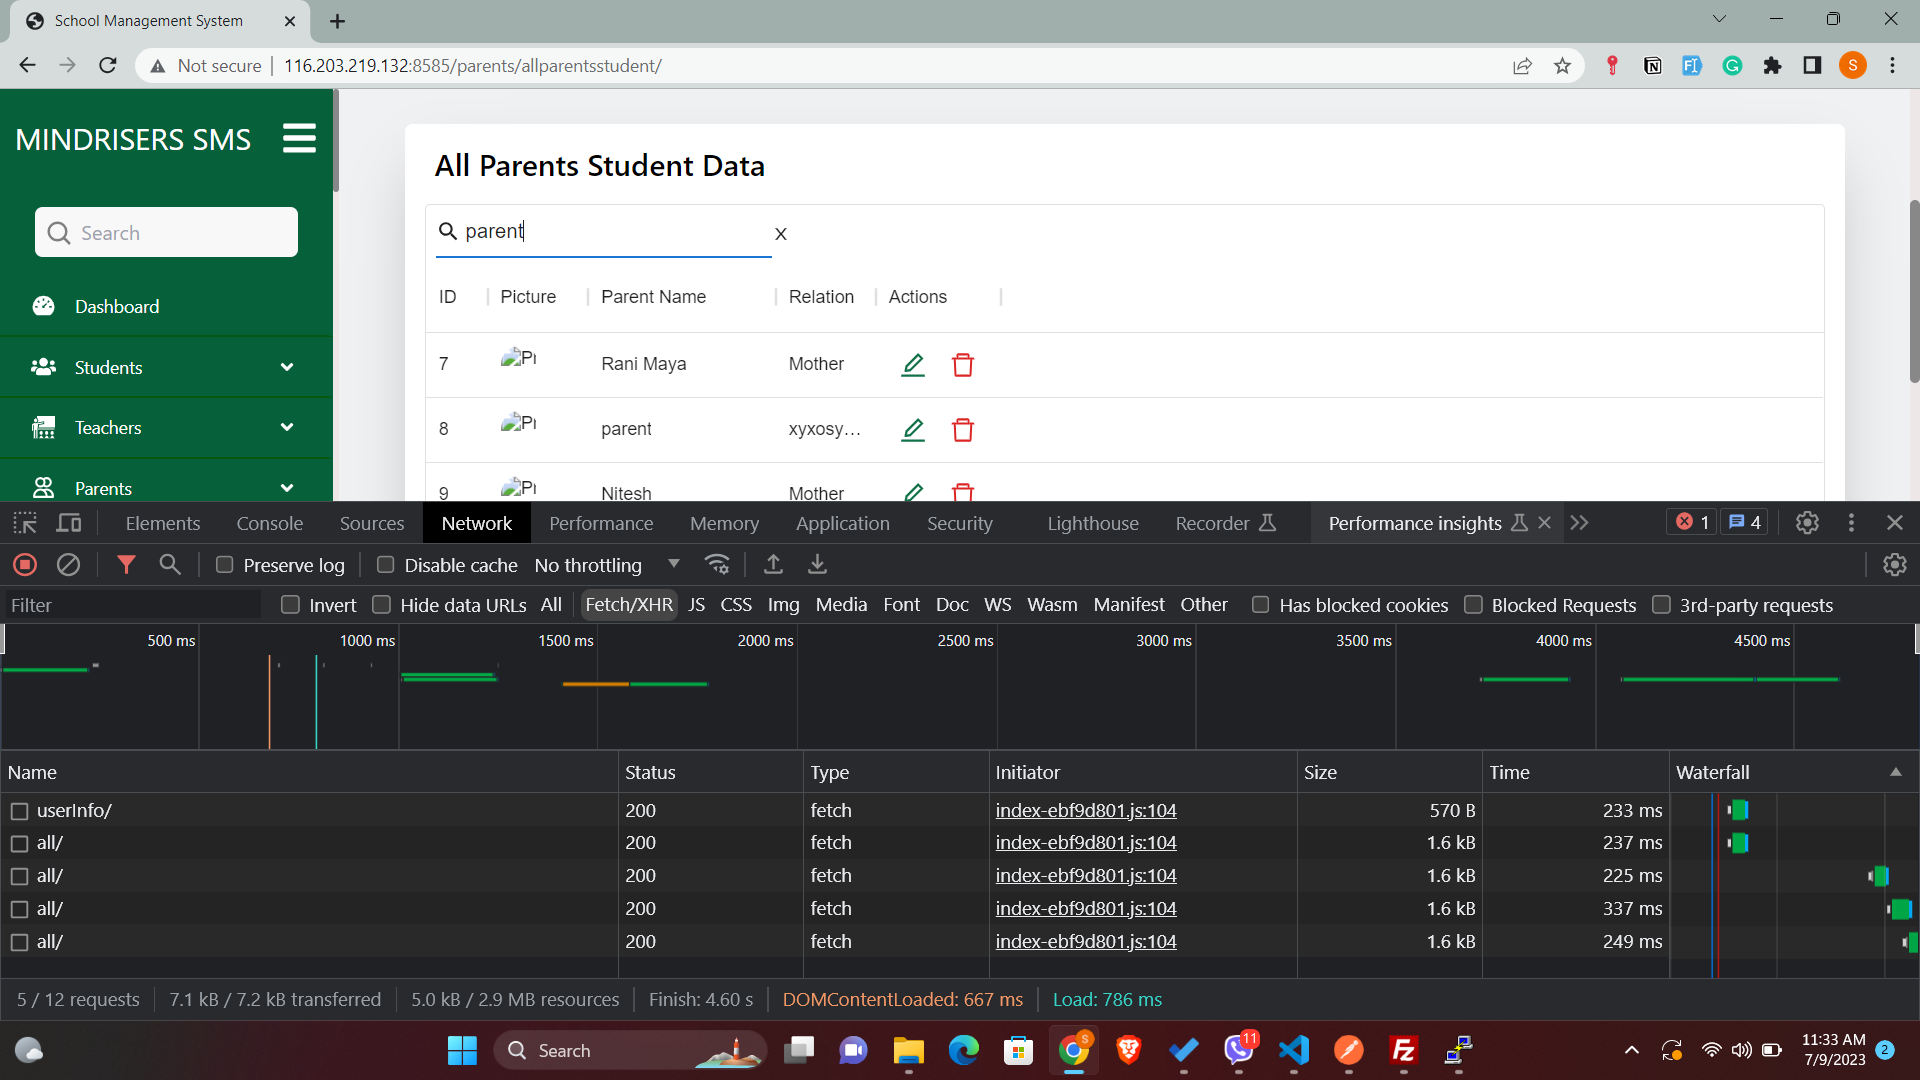 School Management System
Not secure
116.203.219.132:8585/parents/allparentsstudent/
S
MINDRISERS SMS
Search
Dashboard
Students
Teachers
Parents
All Parents Student Data
parent
X
ID Picture Parent Name Relation Actions
7 Pr Rani Maya Mother
8 Pr parent xyxosy…
9 Pr Nitesh Mother
Elements Console Sources Network Performance Memory Application Security Lighthouse Recorder Performance insights 1 4
Preserve log Disable cache No throttling
Filter Invert Hide data URLs All Fetch/XHR JS CSS Img Media Font Doc WS Wasm Manifest Other Has blocked cookies Blocked Requests 3rd-party requests
500 ms 1000 ms 1500 ms 2000 ms 2500 ms 3000 ms 3500 ms 4000 ms 4500 ms
Name Status Type Initiator Size Time Waterfall
userInfo/ 200 fetch index-ebf9d801.js:104 570 B 233 ms
all/ 200 fetch index-ebf9d801.js:104 1.6 kB 237 ms
all/ 200 fetch index-ebf9d801.js:104 1.6 kB 225 ms
all/ 200 fetch index-ebf9d801.js:104 1.6 kB 337 ms
all/ 200 fetch index-ebf9d801.js:104 1.6 kB 249 ms
5 / 12 requests 7.1 kB / 7.2 kB transferred 5.0 kB / 2.9 MB resources Finish: 4.60 s DOMContentLoaded: 667 ms Load: 786 ms
Search
S
11
Fz
11:33 AM
7/9/2023
2